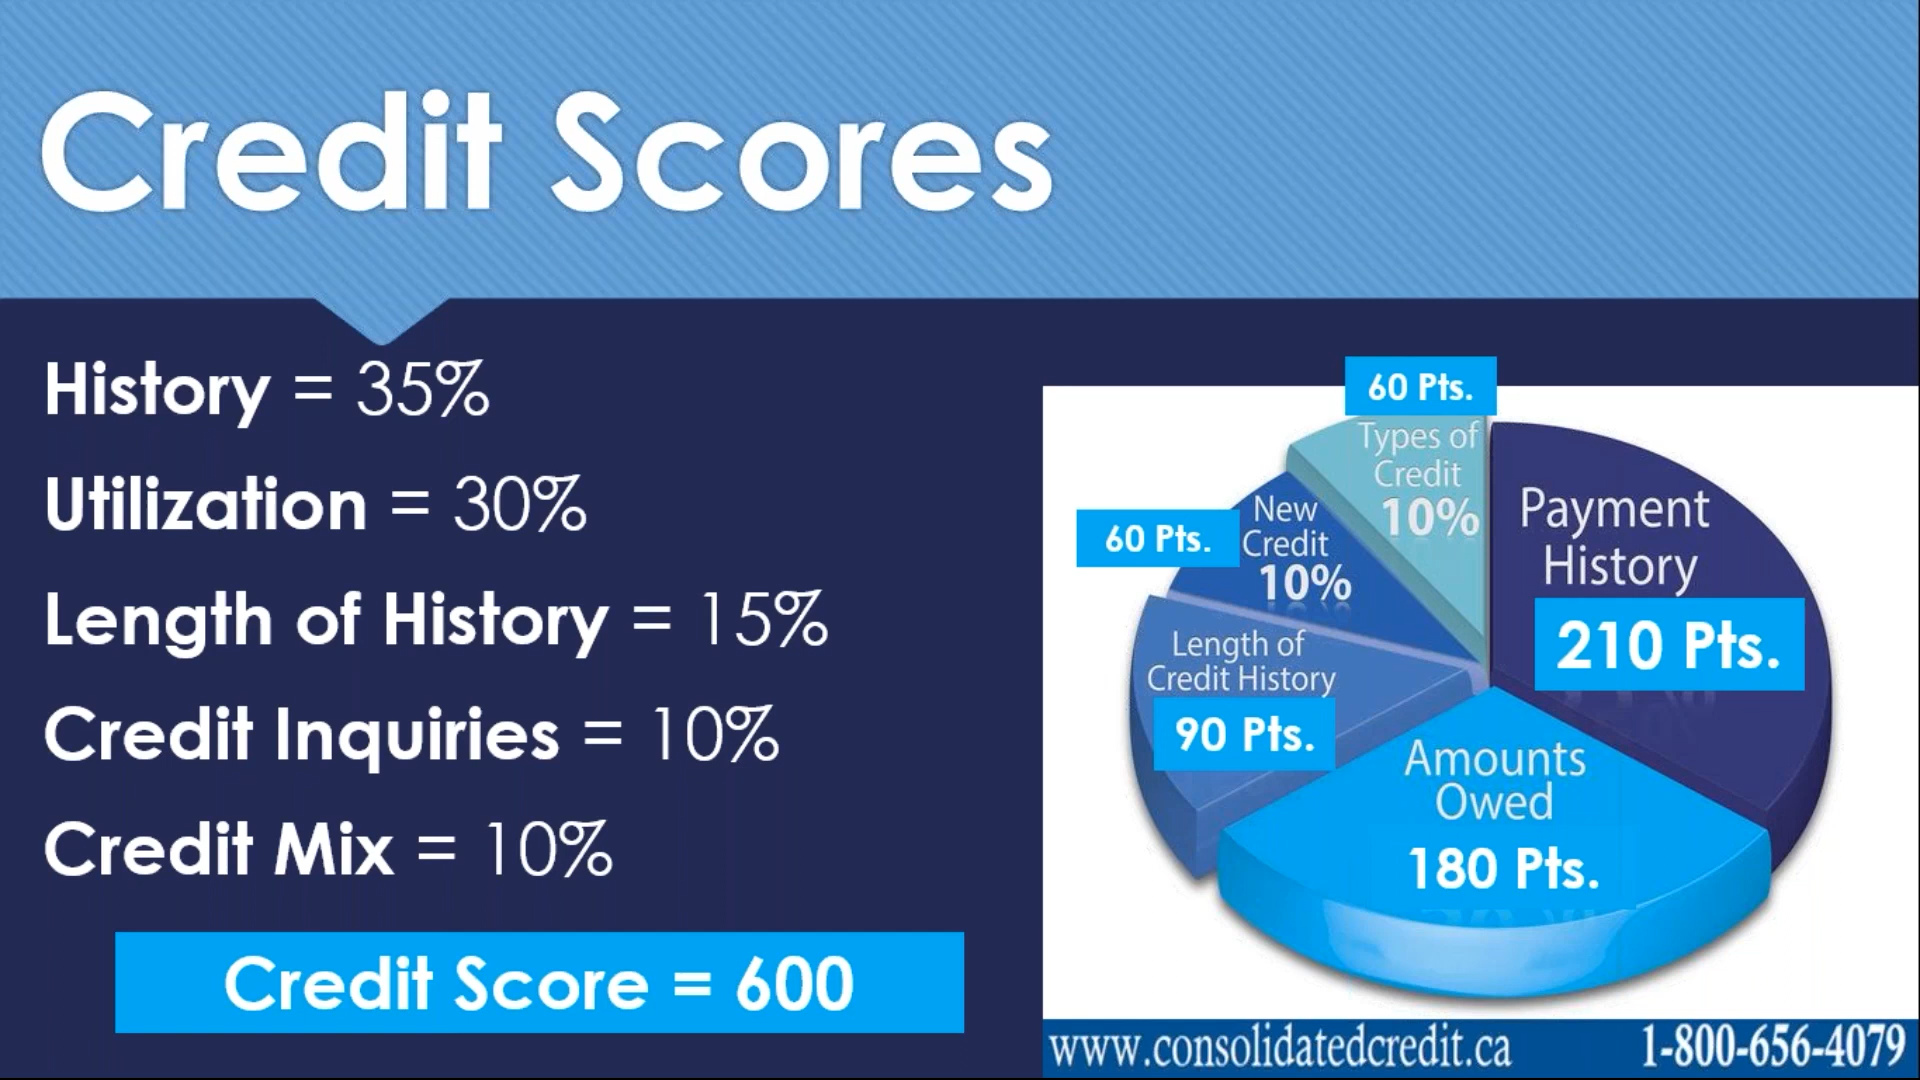 Credit Scores
History = 35%
Utilization = 30%
Length of History = 15%
Credit Inquiries = 10%
Credit Mix = 10%
Credit Score = 600
60 Pts.
Types of
Credit
10%
60 Pts.
New
Credit
10%
Payment
History
210 Pts.
Length of
Credit History
90 Pts.
Amounts
Owed
180 Pts.
www.consolidatedcredit.ca 1-800-656-4079